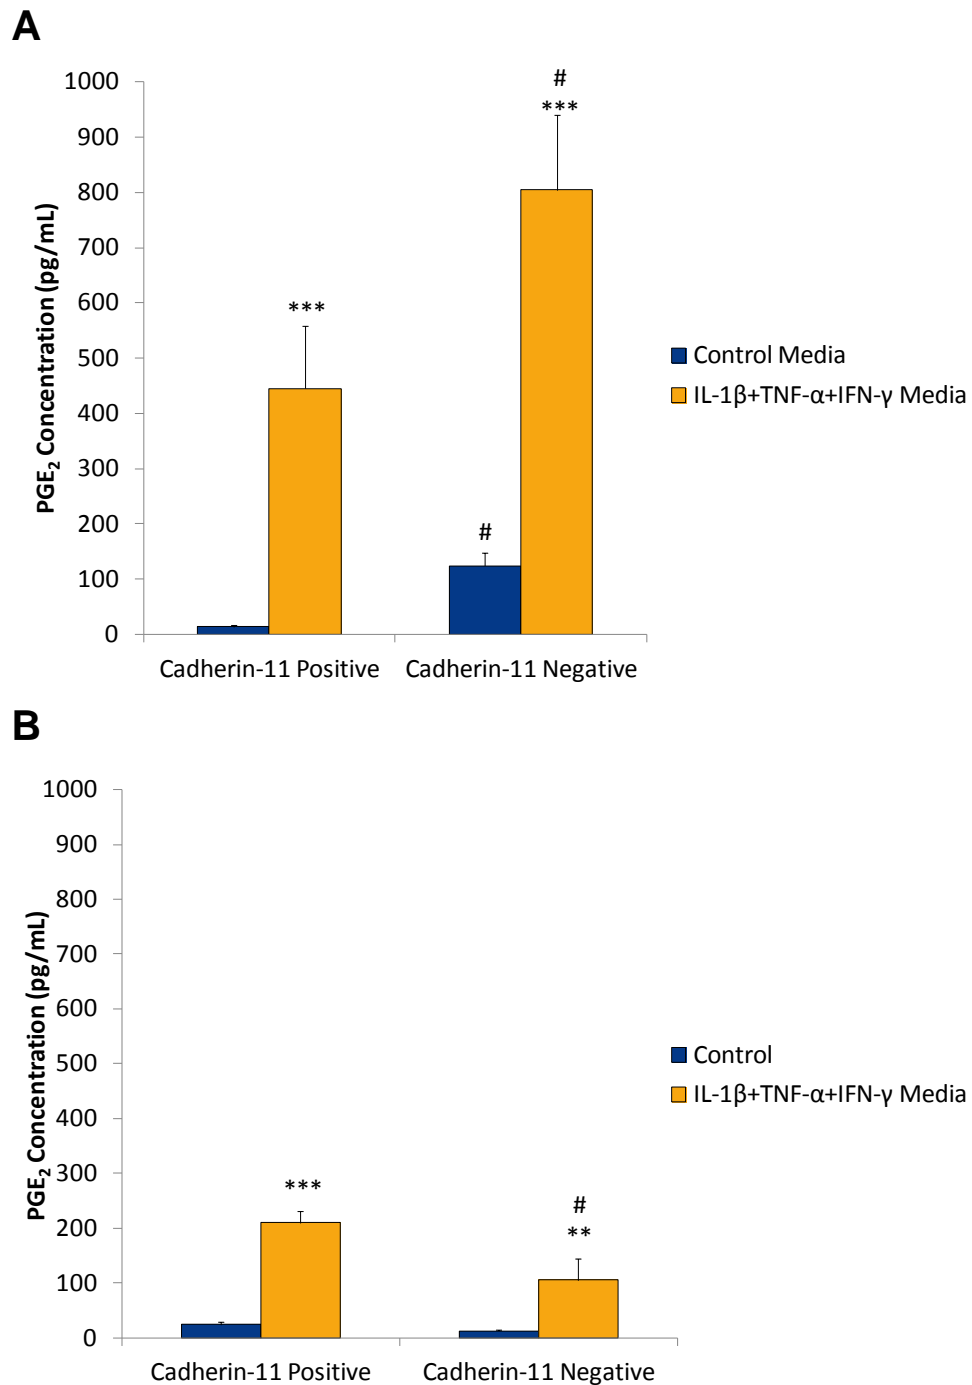 A
1000
900
800
700
600
500
400
300
200
100
0
PGE₂ Concentration (pg/mL)
***
#
#
***
Cadherin-11 Positive
Cadherin-11 Negative
Control Media
IL-1β+TNF-α+IFN-γ Media
B
1000
900
800
700
600
500
400
300
200
100
0
PGE₂ Concentration (pg/mL)
***
#
**
Cadherin-11 Positive
Cadherin-11 Negative
Control
IL-1β+TNF-α+IFN-γ Media